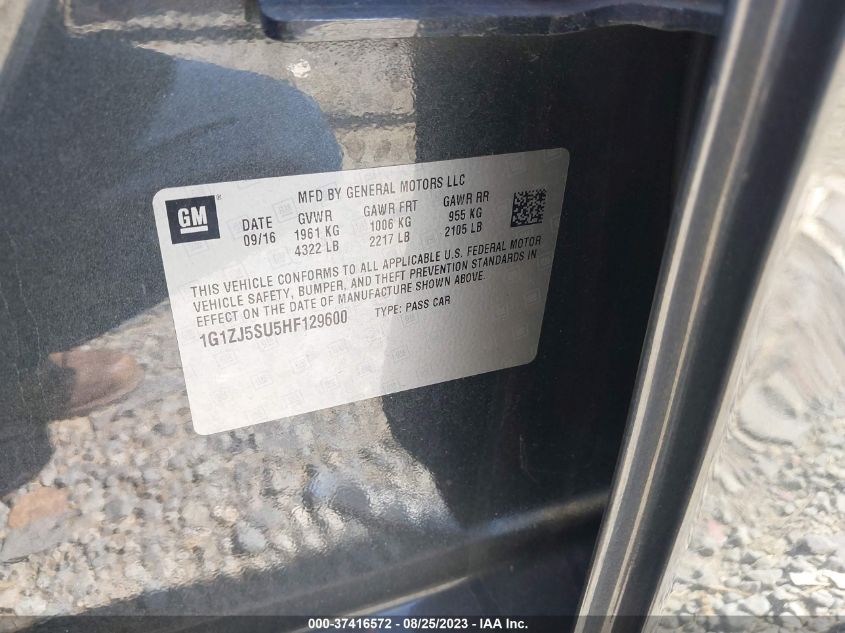 GM
MFD BY GENERAL MOTORS LLC
DATE GVWR GAWR FRT GAWR RR
09/16 1961 KG 1006 KG 955 KG
4322 LB 2217 LB 2105 LB
THIS VEHICLE CONFORMS TO ALL APPLICABLE U.S. FEDERAL MOTOR
VEHICLE SAFETY, BUMPER, AND THEFT PREVENTION STANDARDS IN
EFFECT ON THE DATE OF MANUFACTURE SHOWN ABOVE.
1G1ZJ5SU5HF129600 TYPE: PASS CAR
000-37416572 - 08/25/2023 - IAA Inc.